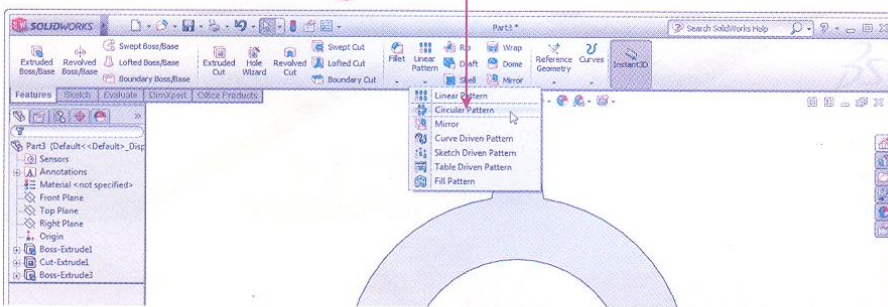 SOLIDWORKS
Part3 *
Search SolidWorks Help
Extruded Boss/Base
Revolved Boss/Base
Swept Boss/Base
Lofted Boss/Base
Boundary Boss/Base
Extruded Cut
Hole Wizard
Revolved Cut
Swept Cut
Lofted Cut
Boundary Cut
Fillet
Linear Pattern
Rib
Draft
Shell
Wrap
Dome
Mirror
Reference Geometry
Curves
Instant3D
Features
Sketch
Evaluate
DimXpert
Office Products
Linear Pattern
Circular Pattern
Mirror
Curve Driven Pattern
Sketch Driven Pattern
Table Driven Pattern
Fill Pattern
Part3 (Default<<Default>_Disp
Sensors
Annotations
Material <not specified>
Front Plane
Top Plane
Right Plane
Origin
Boss-Extrude1
Cut-Extrude1
Boss-Extrude3